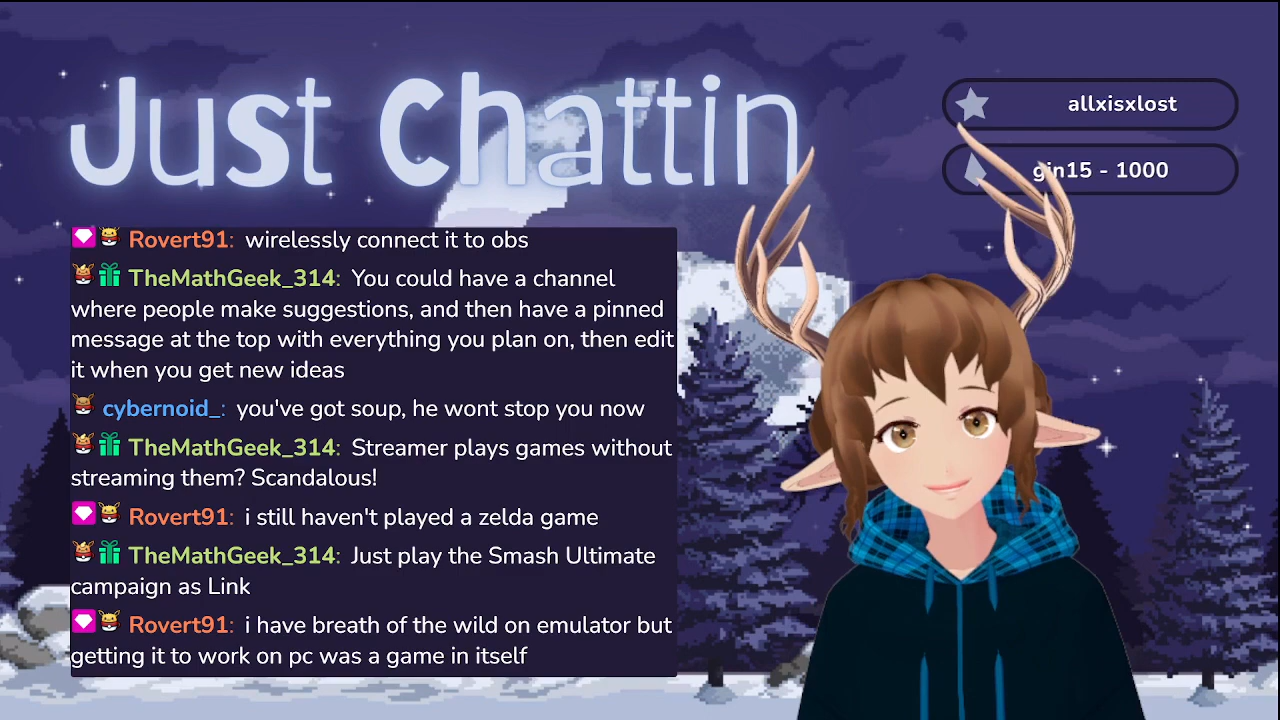 Just Chattin
allxisxlost
gin15 - 1000
Rovert91: wirelessly connect it to obs
TheMathGeek_314: You could have a channel
where people make suggestions, and then have a pinned
message at the top with everything you plan on, then edit
it when you get new ideas
cybernoid_: you've got soup, he wont stop you now
TheMathGeek_314: Streamer plays games without
streaming them? Scandalous!
Rovert91: i still haven't played a zelda game
TheMathGeek_314: Just play the Smash Ultimate
campaign as Link
Rovert91: i have breath of the wild on emulator but
getting it to work on pc was a game in itself